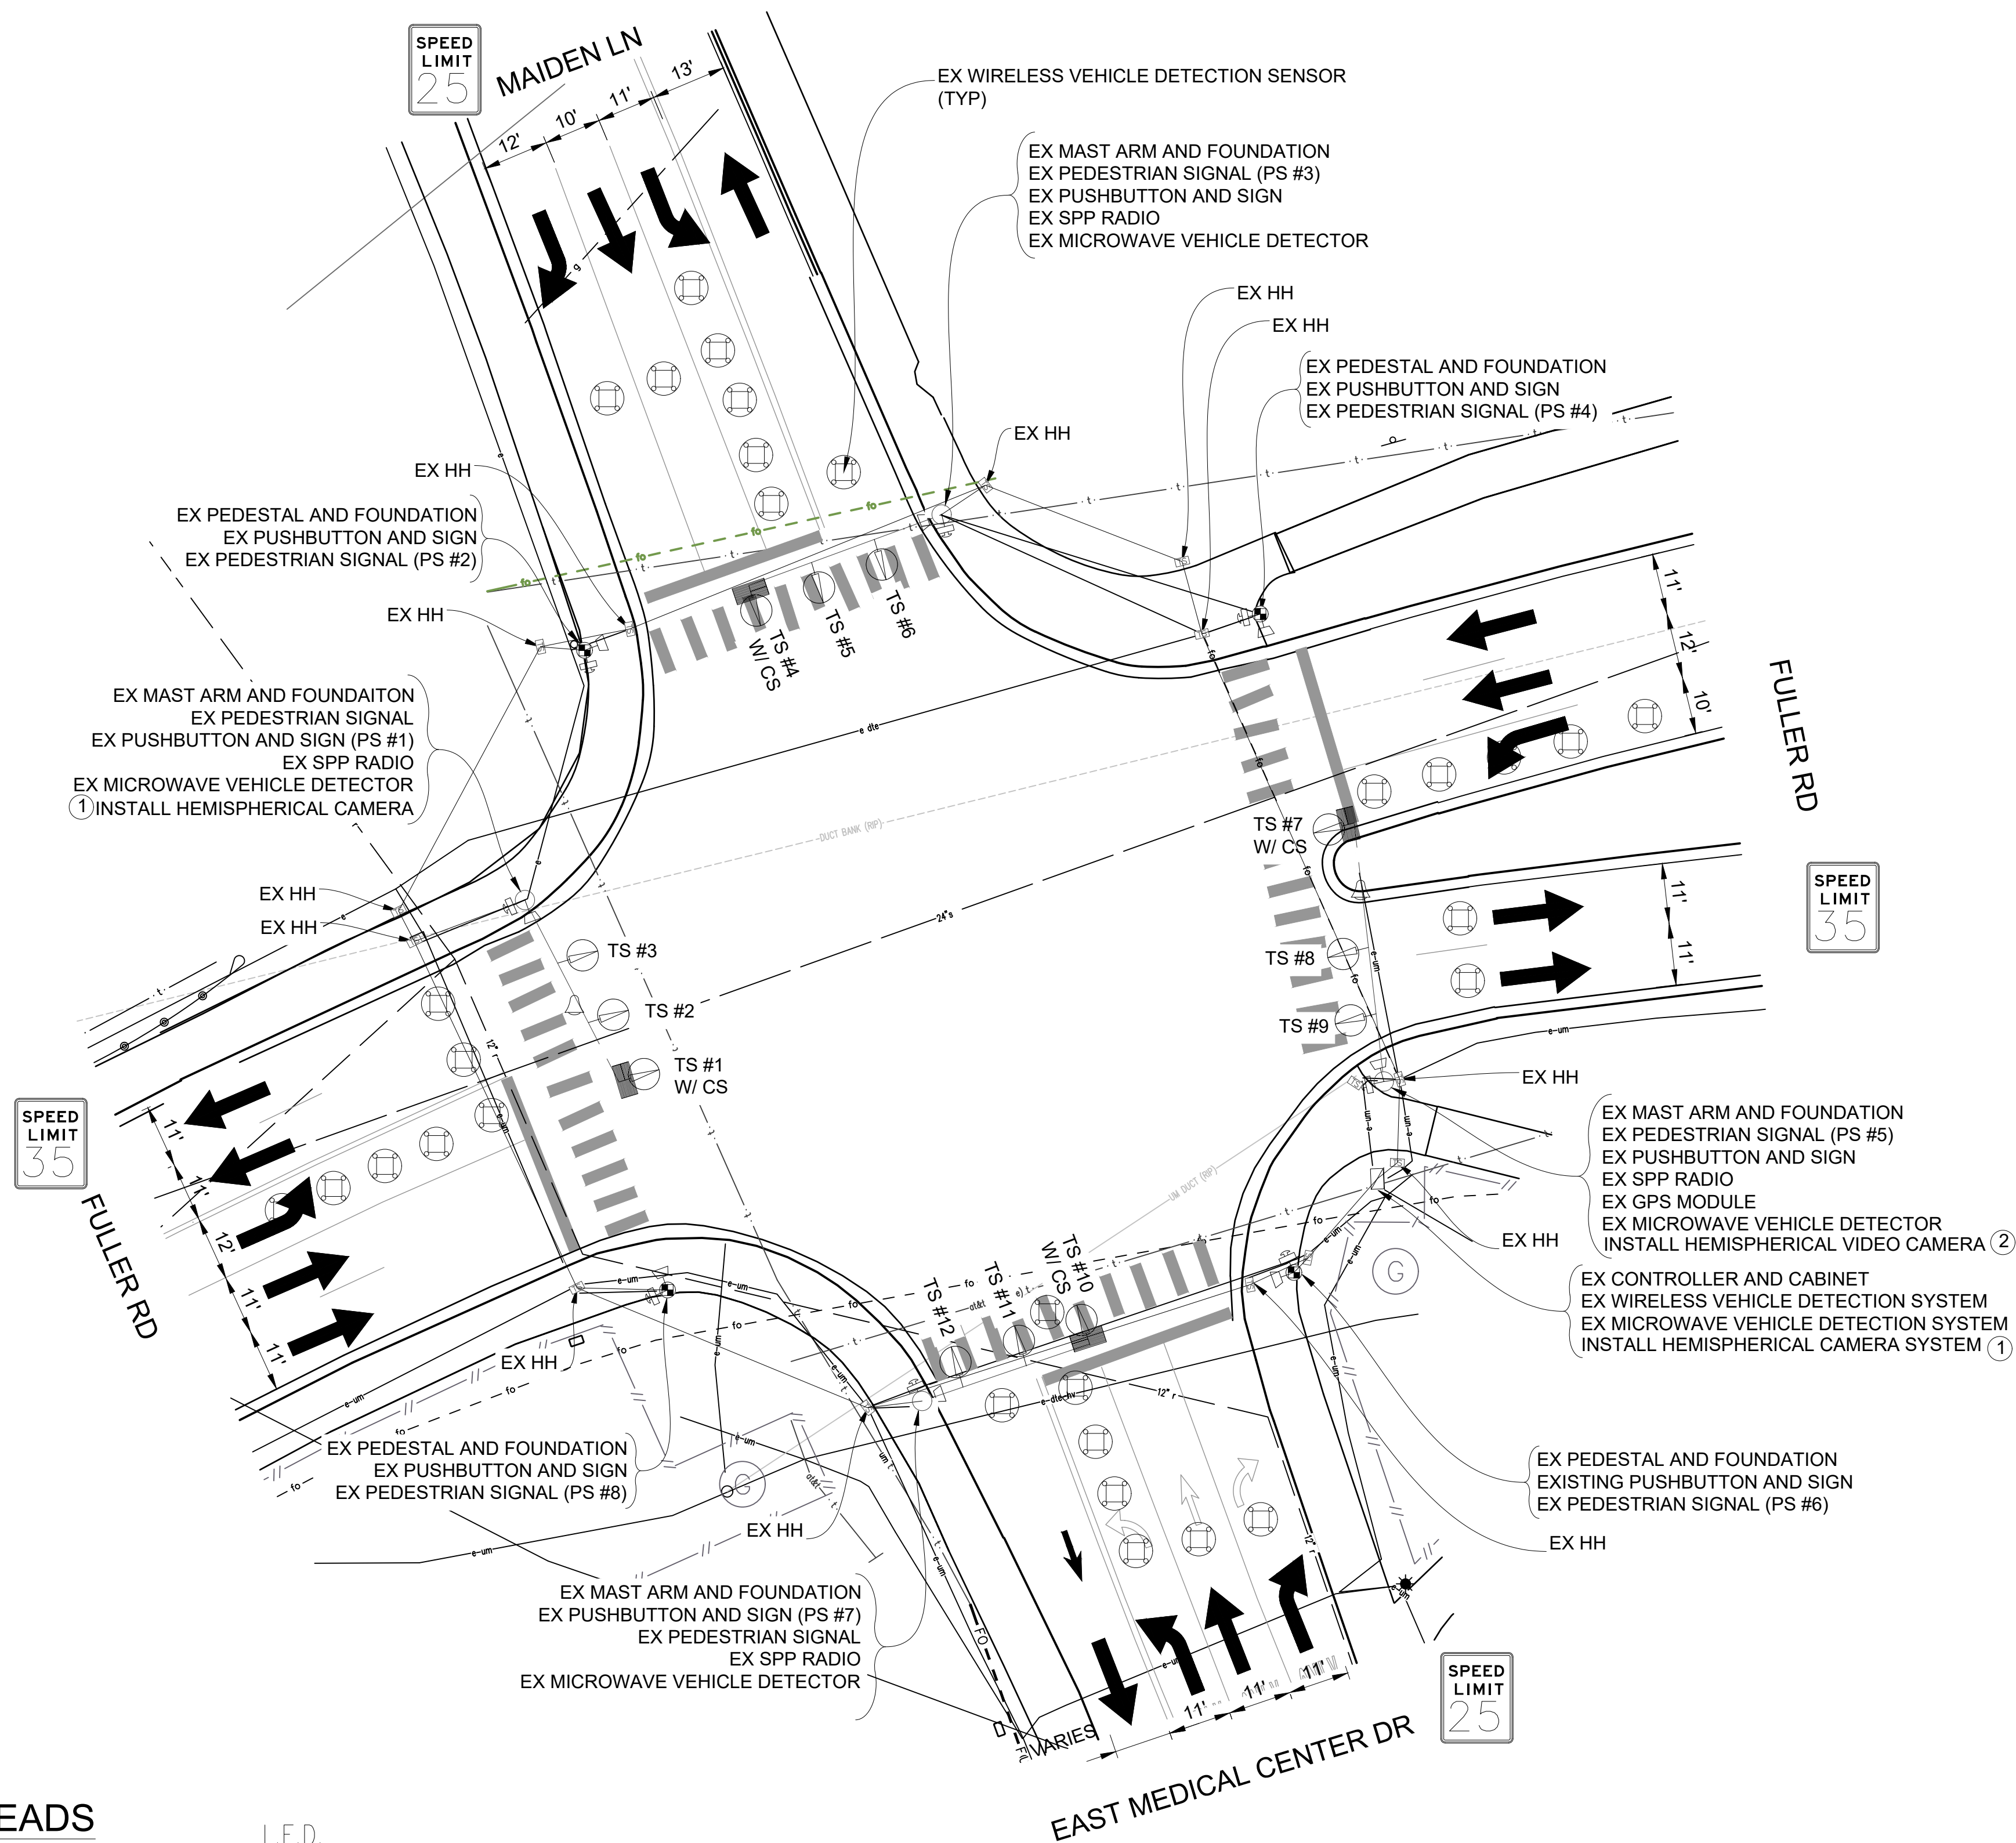 SPEED
LIMIT
25
MAIDEN LN
12'
10'
11'
13'
EX WIRELESS VEHICLE DETECTION SENSOR
(TYP)
EX MAST ARM AND FOUNDATION
EX PEDESTRIAN SIGNAL (PS #3)
EX PUSHBUTTON AND SIGN
EX SPP RADIO
EX MICROWAVE VEHICLE DETECTOR
EX HH
EX HH
EX PEDESTAL AND FOUNDATION
EX PUSHBUTTON AND SIGN
EX PEDESTRIAN SIGNAL (PS #4)
EX HH
EX HH
EX PEDESTAL AND FOUNDATION
EX PUSHBUTTON AND SIGN
EX PEDESTRIAN SIGNAL (PS #2)
EX HH
TS #4
W/ CS
TS #5
TS #6
11'
12'
10'
FULLER RD
EX MAST ARM AND FOUNDAITON
EX PEDESTRIAN SIGNAL
EX PUSHBUTTON AND SIGN (PS #1)
EX SPP RADIO
EX MICROWAVE VEHICLE DETECTOR
1 INSTALL HEMISPHERICAL CAMERA
e dte
DUCT BANK (RIP)
24"s
TS #7
W/ CS
EX HH
EX HH
TS #3
TS #2
TS #1
W/ CS
TS #8
TS #9
11'
11'
SPEED
LIMIT
35
12" r
e-um
e-um
EX HH
EX MAST ARM AND FOUNDATION
EX PEDESTRIAN SIGNAL (PS #5)
EX PUSHBUTTON AND SIGN
EX SPP RADIO
EX GPS MODULE
EX MICROWAVE VEHICLE DETECTOR
INSTALL HEMISPHERICAL VIDEO CAMERA 2
EX HH
EX CONTROLLER AND CABINET
EX WIRELESS VEHICLE DETECTION SYSTEM
EX MICROWAVE VEHICLE DETECTION SYSTEM
INSTALL HEMISPHERICAL CAMERA SYSTEM 1
SPEED
LIMIT
35
FULLER RD
11'
11'
12'
11'
11'
UM DUCT (RIP)
G
TS #12
TS #11
TS #10
W/ CS
EX HH
e-dte-hv
12" r
EX PEDESTAL AND FOUNDATION
EX PUSHBUTTON AND SIGN
EX PEDESTRIAN SIGNAL (PS #8)
G
EX HH
EX PEDESTAL AND FOUNDATION
EXISTING PUSHBUTTON AND SIGN
EX PEDESTRIAN SIGNAL (PS #6)
EX HH
EX MAST ARM AND FOUNDATION
EX PUSHBUTTON AND SIGN (PS #7)
EX PEDESTRIAN SIGNAL
EX SPP RADIO
EX MICROWAVE VEHICLE DETECTOR
FO
12" r
VARIES
11'
11'
11'
EAST MEDICAL CENTER DR
SPEED
LIMIT
25
EADS
L.E.D.